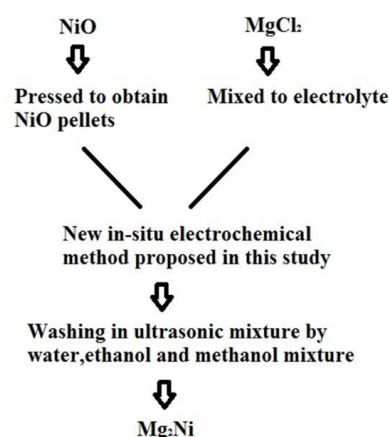 NiO
MgCl₂
Pressed to obtain
NiO pellets
Mixed to electrolyte
New in-situ electrochemical
method proposed in this study
Washing in ultrasonic mixture by
water,ethanol and methanol mixture
Mg₂Ni